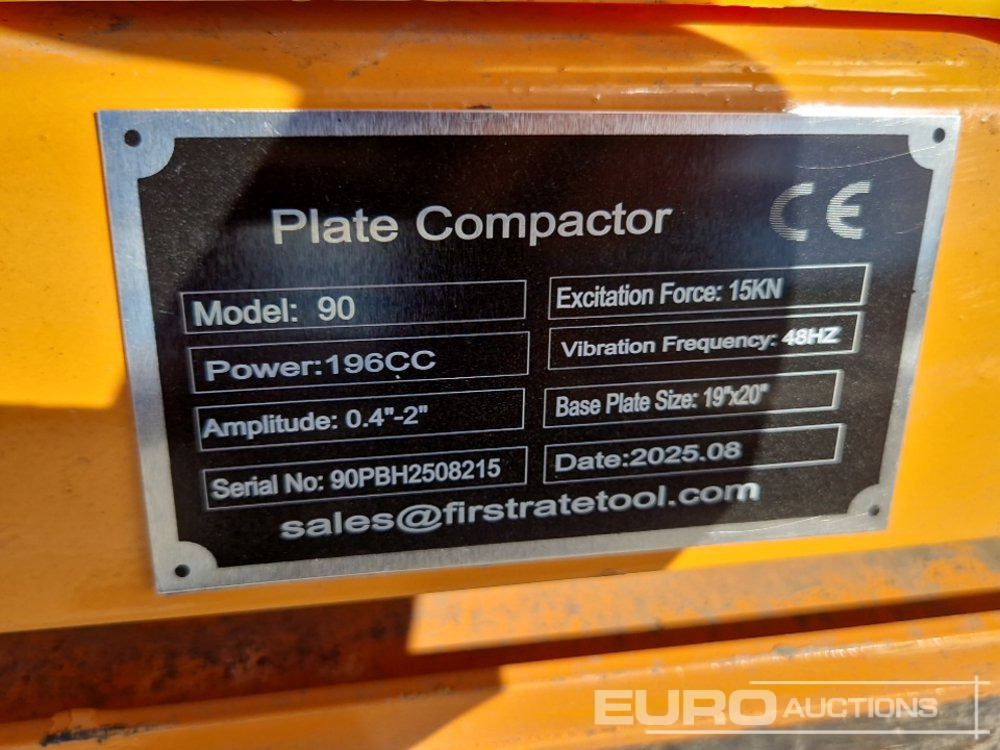 Plate Compactor CE
Model: 90
Excitation Force: 15KN
Power:196CC
Vibration Frequency: 48HZ
Amplitude: 0.4"-2"
Base Plate Size: 19"x20"
Serial No: 90PBH2508215
Date:2025.08
sales@firstratetool.com
EURO AUCTIONS